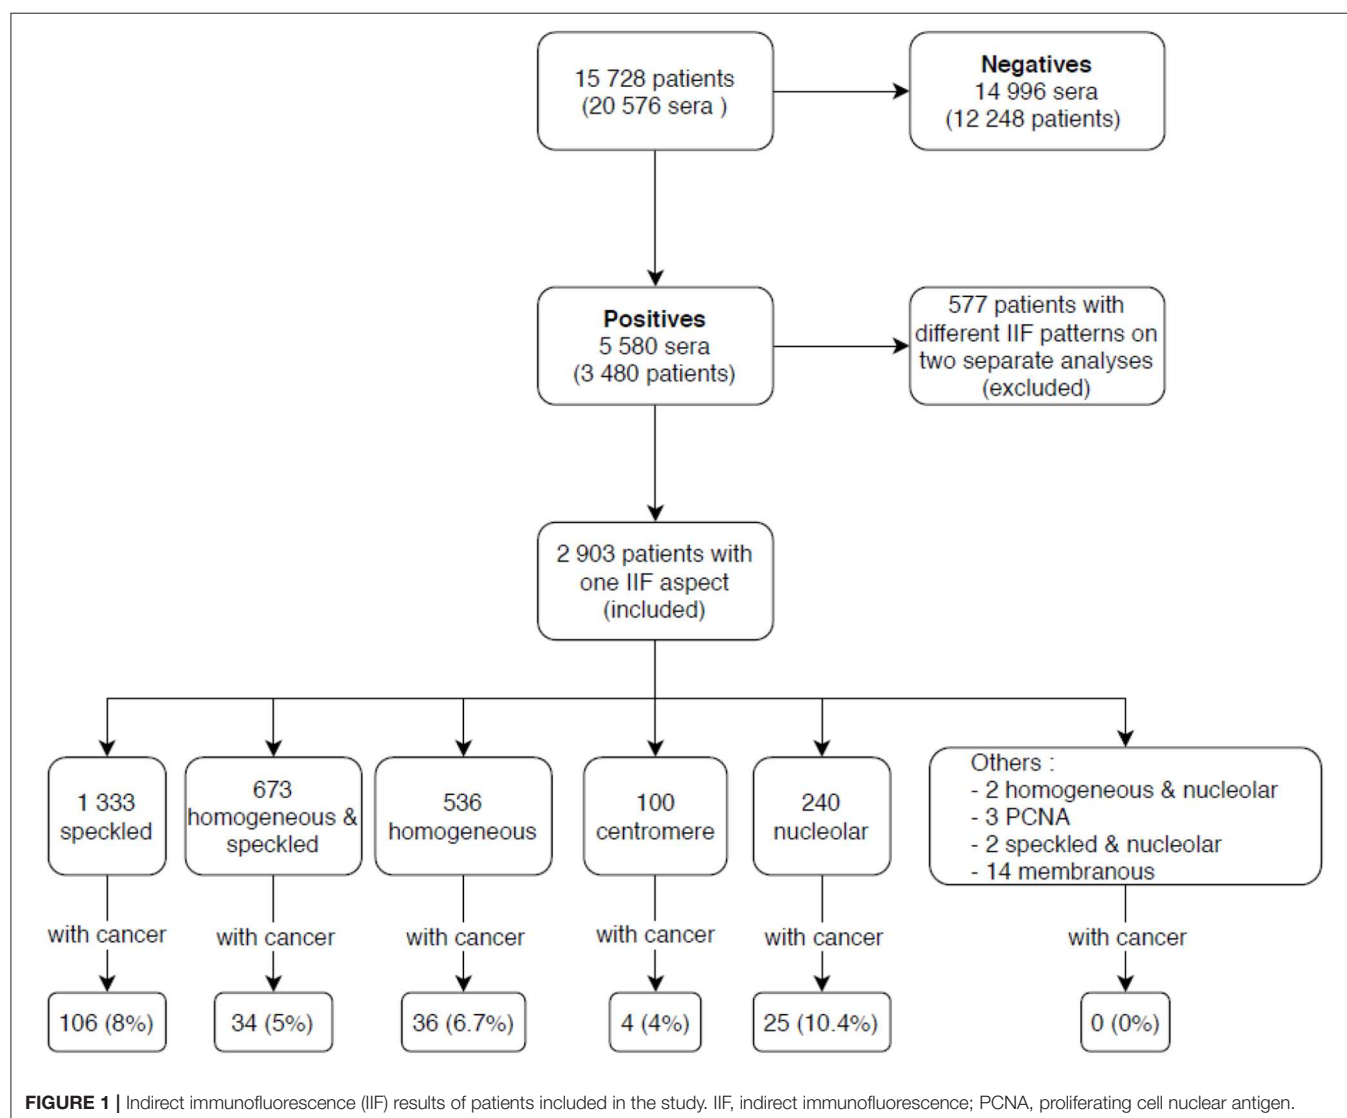 15 728 patients
(20 576 sera )
Negatives
14 996 sera
(12 248 patients)
Positives
5 580 sera
(3 480 patients)
577 patients with
different IIF patterns on
two separate analyses
(excluded)
2 903 patients with
one IIF aspect
(included)
1 333
speckled
673
homogeneous &
speckled
536
homogeneous
100
centromere
240
nucleolar
Others :
- 2 homogeneous & nucleolar
- 3 PCNA
- 2 speckled & nucleolar
- 14 membranous
with cancer
with cancer
with cancer
with cancer
with cancer
with cancer
106 (8%)
34 (5%)
36 (6.7%)
4 (4%)
25 (10.4%)
0 (0%)
FIGURE 1 | Indirect immunofluorescence (IIF) results of patients included in the study. IIF, indirect immunofluorescence; PCNA, proliferating cell nuclear antigen.